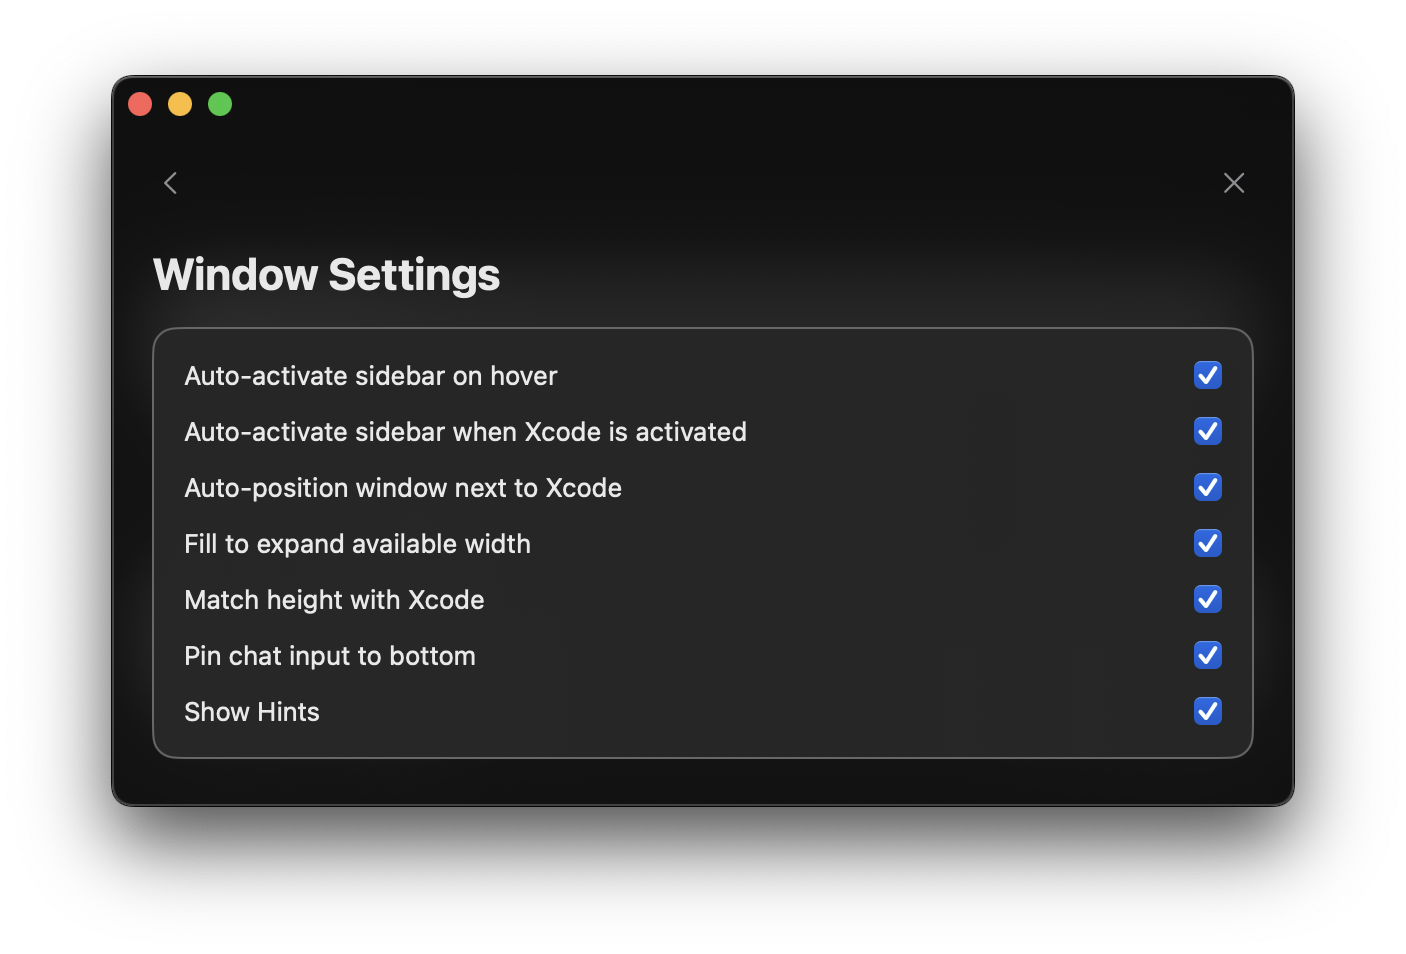 Window Settings
Auto-activate sidebar on hover
Auto-activate sidebar when Xcode is activated
Auto-position window next to Xcode
Fill to expand available width
Match height with Xcode
Pin chat input to bottom
Show Hints